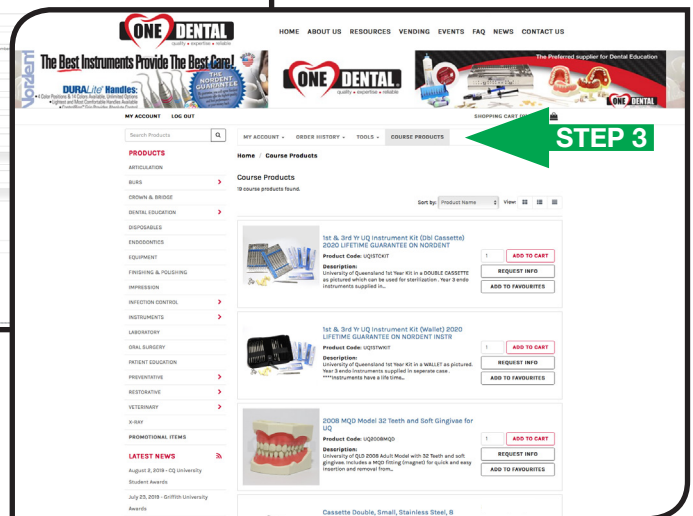 ONE DENTAL
quality • expertise • reliable
HOME ABOUT US RESOURCES VENDING EVENTS FAQ NEWS CONTACT US
Nordent
The Best Instruments Provide The Best Care!
DURALite Handles:
THE NORDENT GUARANTEE
ONE DENTAL
quality • expertise • reliable
The Preferred supplier for Dental Education
ONE DENTAL
MY ACCOUNT LOG OUT
SHOPPING CART
STEP 3
Search Products
MY ACCOUNT ORDER HISTORY TOOLS COURSE PRODUCTS
PRODUCTS
ARTICULATION
BURS
CROWN & BRIDGE
DENTAL EDUCATION
DISPOSABLES
ENDODONTICS
EQUIPMENT
FINISHING & POLISHING
IMPRESSION
INFECTION CONTROL
INSTRUMENTS
LABORATORY
ORAL SURGERY
PATIENT EDUCATION
PREVENTATIVE
RESTORATIVE
VETERINARY
X-RAY
PROMOTIONAL ITEMS
LATEST NEWS
August 2, 2019 - CQ University
Student Awards
July 23, 2019 - Griffith University
Awards
Home / Course Products
Course Products
19 course products found.
Sort by: Product Name View:
1st & 3rd Yr UQ Instrument Kit (Dbl Cassette)
2020 LIFETIME GUARANTEE ON NORDENT
Product Code: UQ1STCKIT
Description:
University of Queensland 1st Year Kit in a DOUBLE CASSETTE
as pictured which can be used for sterilization. Year 3 endo
instruments supplied in...
1 ADD TO CART
REQUEST INFO
ADD TO FAVOURITES
1st & 3rd Yr UQ Instrument Kit (Wallet) 2020
LIFETIME GUARANTEE ON NORDENT INSTR
Product Code: UQ1STWKIT
Description:
University of Queensland 1st Year Kit in a WALLET as pictured.
Year 3 endo instruments supplied in seperate case .
****Instruments have a life time...
1 ADD TO CART
REQUEST INFO
ADD TO FAVOURITES
2008 MQD Model 32 Teeth and Soft Gingivae for
UQ
Product Code: UQ2008MQD
Description:
University of QLD 2008 Adult Model with 32 Teeth and soft
gingivae. Includes a MQD fitting (magnet) for quick and easy
insertion and removal from...
1 ADD TO CART
REQUEST INFO
ADD TO FAVOURITES
Cassette Double, Small, Stainless Steel, 8